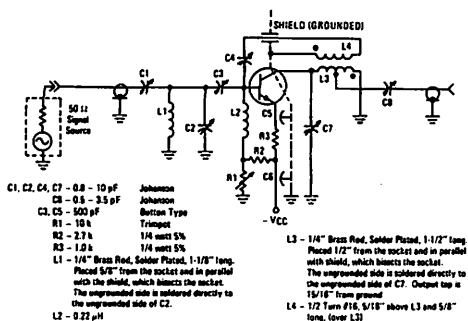 SHIELD (GROUNDED)
L4
C4
L3
C1
C3
C8
50 Ω
Signal
Source
L1
C2
L2
C5
R3
R2
C7
R1
C6
-VCC
C1, C2, C4, C7 - 0.8 - 10 pF Johanson
C8 - 0.5 - 3.5 pF Johanson
C3, C5 - 500 pF Button Type
R1 - 10 k Trimpot
R2 - 2.7 k 1/4 watt 5%
R3 - 1.0 k 1/4 watt 5%
L1 - 1/4" Brass Rod, Solder Plated, 1-1/8" long.
Placed 5/8" from the socket and in parallel
with the shield, which bisects the socket.
The ungrounded side is soldered directly to
the ungrounded side of C2.
L2 - 0.22 µH
L3 - 1/4" Brass Rod, Solder Plated, 1-1/2" long.
Placed 1/2" from the socket and in parallel
with shield, which bisects the socket.
The ungrounded side is soldered directly to
the ungrounded side of C7. Output tap is
15/16" from ground
L4 - 1/2 Turn #16, 5/16" above L3 and 5/8"
long, (over L3)